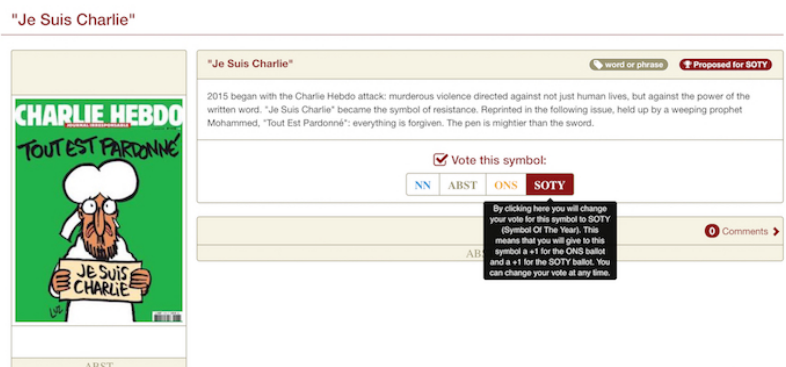 "Je Suis Charlie"
"Je Suis Charlie"
word or phrase
Proposed for SOTY
2015 began with the Charlie Hebdo attack: murderous violence directed against not just human lives, but against the power of the
written word. "Je Suis Charlie" became the symbol of resistance. Reprinted in the following issue, held up by a weeping prophet
Mohammed, "Tout Est Pardonné": everything is forgiven. The pen is mightier than the sword.
CHARLIE HEBDO
JOURNAL IRRESPONSABLE
TOUT EST PARDONNÉ
JE SUIS
CHARLIE
LUZ
Vote this symbol:
NN ABST ONS SOTY
By clicking here you will change
your vote for this symbol to SOTY
(Symbol Of The Year). This
means that you will give to this
symbol a +1 for the ONS ballot
and a +1 for the SOTY ballot. You
can change your vote at any time.
0 Comments
ABST